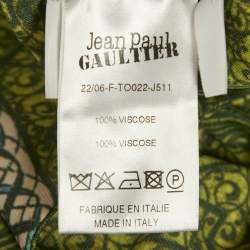 Jean Paul
GAULTIER
22/06-F-TO022-J511
100% VISCOSE
100% VISCOSE
FABRIQUE EN ITALIE
MADE IN ITALY